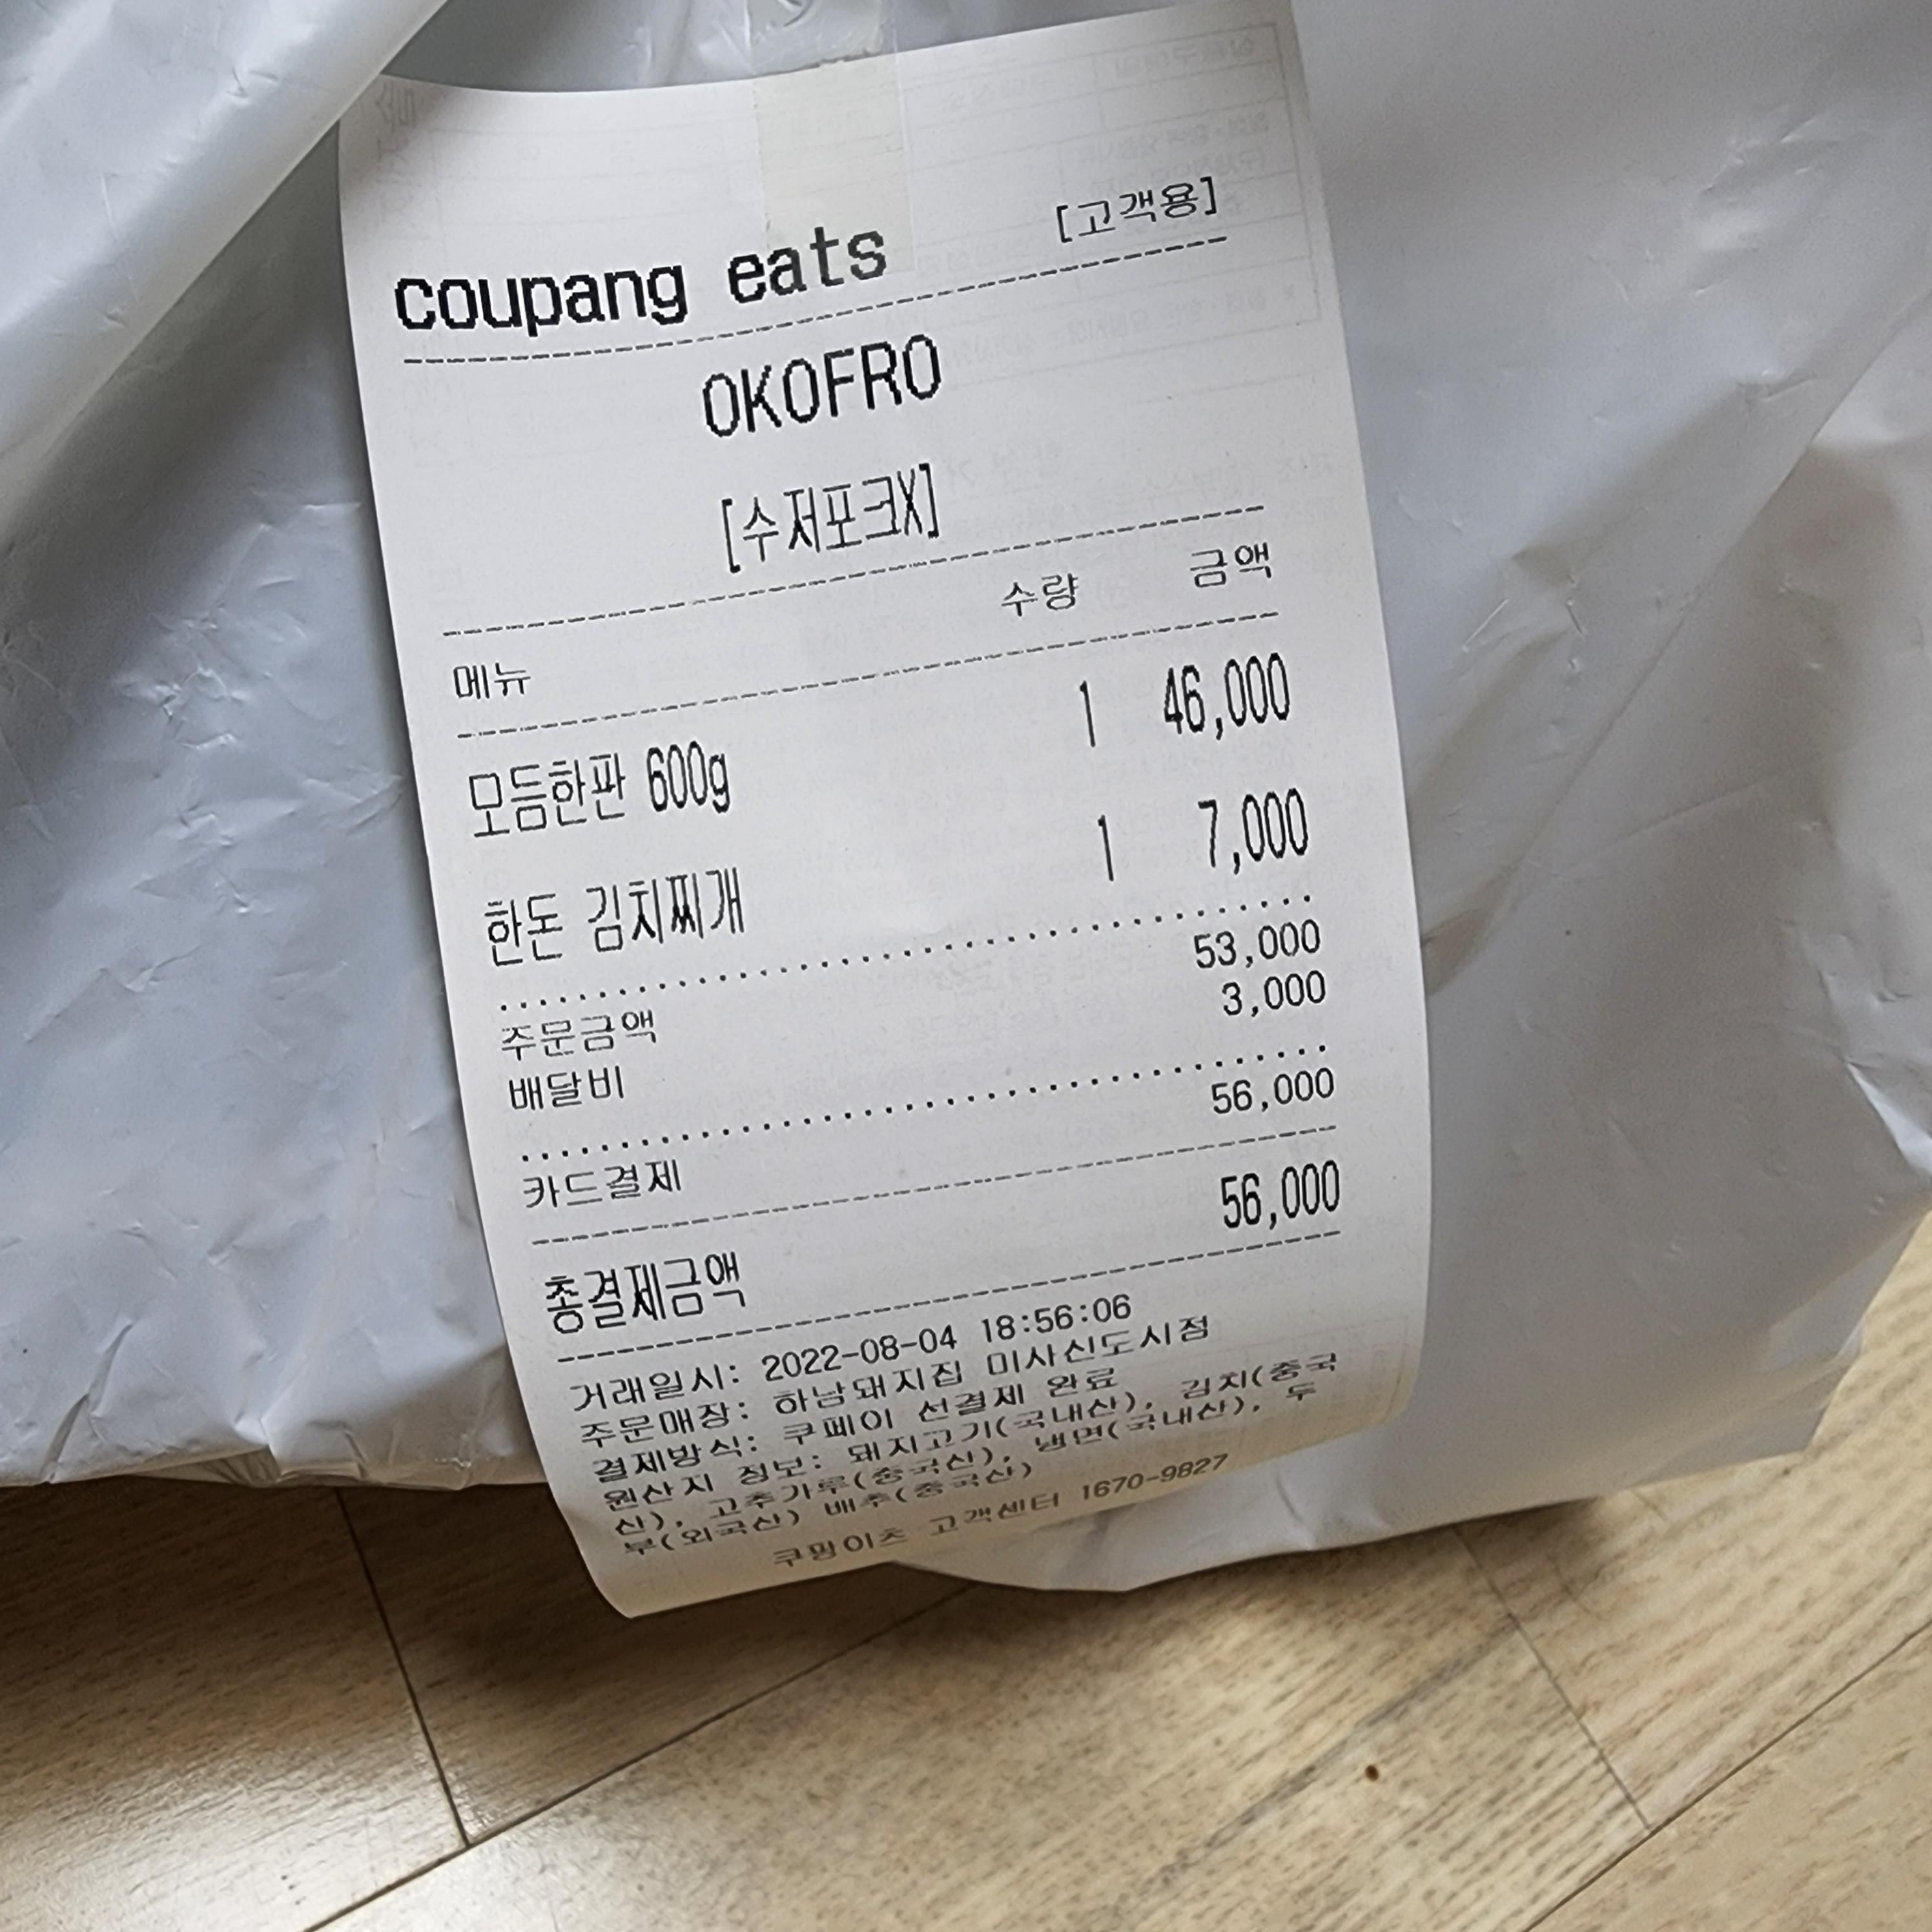 coupang eats [고객용]
OKOFRO
[수저포크X]
메뉴 수량 금액
모듬한판 600g 1 46,000
한돈 김치찌개 1 7,000
주문금액 53,000
배달비 3,000
카드결제 56,000
총결제금액 56,000
거래일시: 2022-08-04 18:56:06
주문매장: 하남돼지집 미사신도시점
결제방식: 쿠페이 선결제 완료
원산지 정보: 돼지고기(국내산), 김치(중국
산), 고추가루(중국산), 냉면(국내산), 두
부(외국산) 배추(중국산)
쿠팡이츠 고객센터 1670-9827